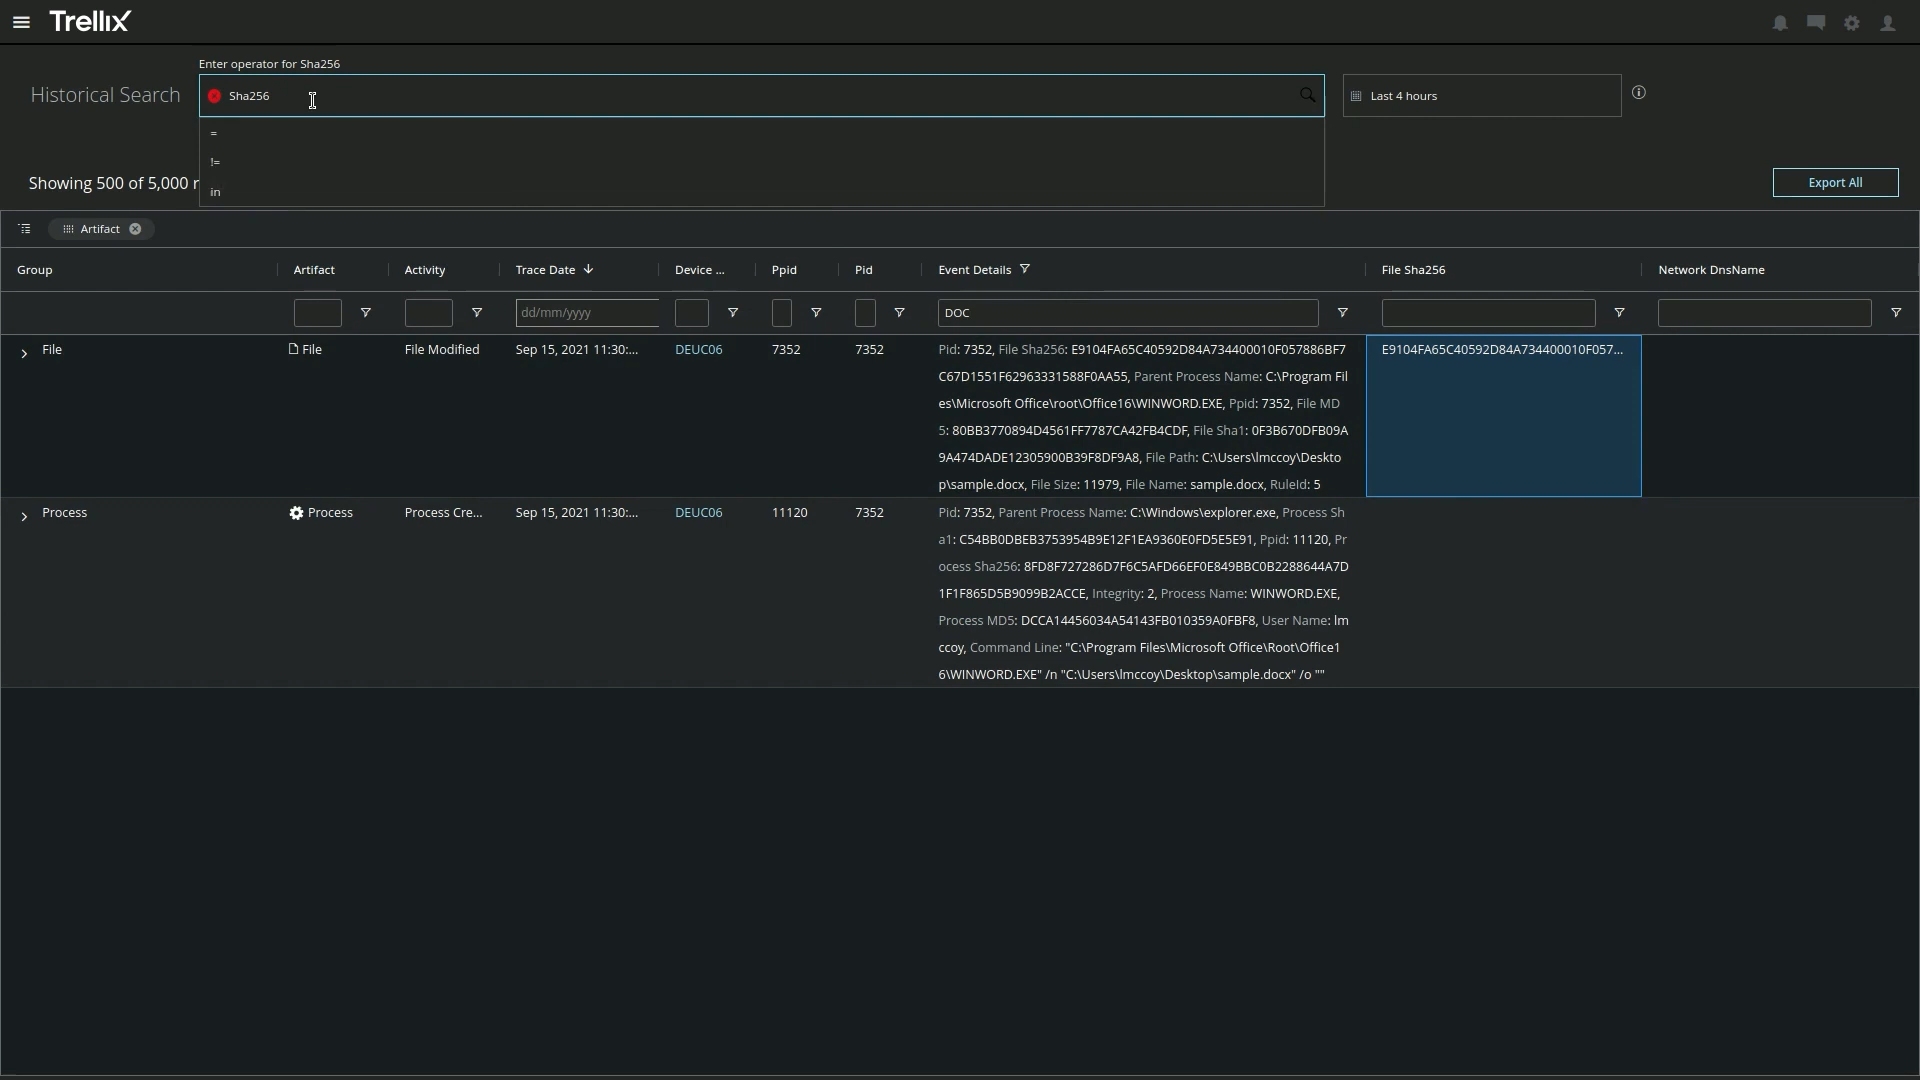 Trellix
Enter operator for Sha256
Historical Search
Sha256
Last 4 hours
=
!=
in
Showing 500 of 5,000 r
Export All
Artifact
Group Artifact Activity Trace Date Device ... Ppid Pid Event Details File Sha256 Network DnsName
dd/mm/yyyy DOC
File File File Modified Sep 15, 2021 11:30:... DEUC06 7352 7352 Pid: 7352, File Sha256: E9104FA65C40592D84A734400010F057886BF7 E9104FA65C40592D84A734400010F057...
C67D1551F62963331588F0AA55, Parent Process Name: C:\Program Fil
es\Microsoft Office\root\Office16\WINWORD.EXE, Ppid: 7352, File MD
5: 80BB3770894D4561FF7787CA42FB4CDF, File Sha1: 0F3B670DFB09A
9A474DADE12305900B39F8DF9A8, File Path: C:\Users\lmccoy\Deskto
p\sample.docx, File Size: 11979, File Name: sample.docx, RuleId: 5
Process Process Process Cre... Sep 15, 2021 11:30:... DEUC06 11120 7352 Pid: 7352, Parent Process Name: C:\Windows\explorer.exe, Process Sh
a1: C54BB0DBEB3753954B9E12F1EA9360E0FD5E5E91, Ppid: 11120, Pr
ocess Sha256: 8FD8F727286D7F6C5AFD66EF0E849BBC0B2288644A7D
1F1F865D5B9099B2ACCE, Integrity: 2, Process Name: WINWORD.EXE,
Process MD5: DCCA14456034A54143FB010359A0FBF8, User Name: lm
ccoy, Command Line: "C:\Program Files\Microsoft Office\Root\Office1
6\WINWORD.EXE" /n "C:\Users\lmccoy\Desktop\sample.docx" /o ""